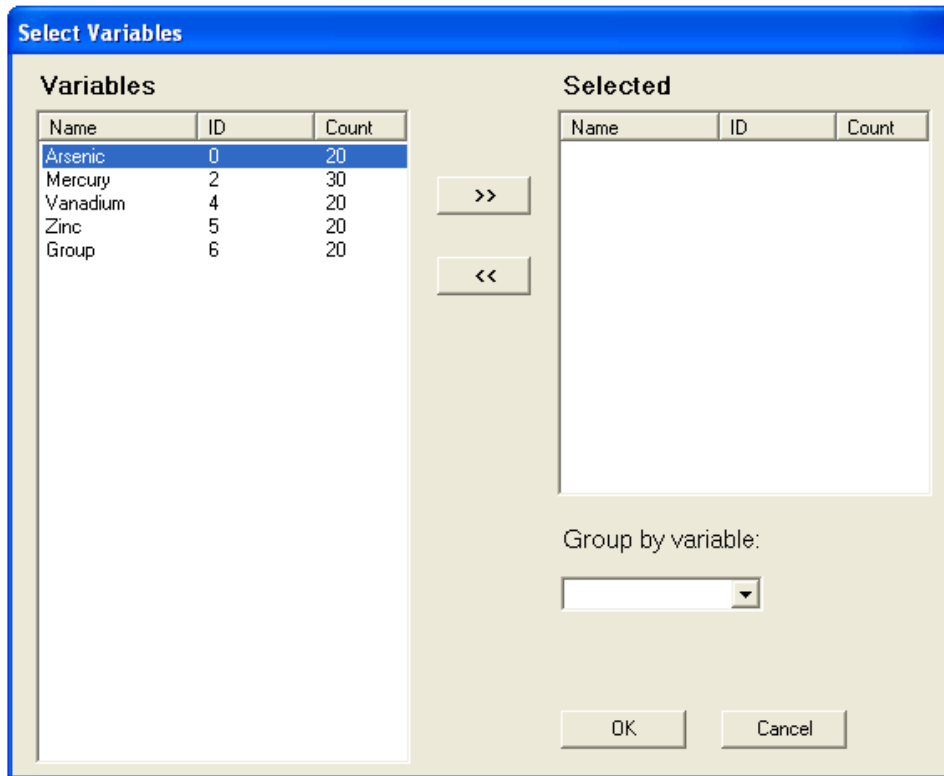 Select Variables
Variables
Name ID Count
Arsenic 0 20
Mercury 2 30
Vanadium 4 20
Zinc 5 20
Group 6 20
>>
<<
Selected
Name ID Count
Group by variable:
OK Cancel